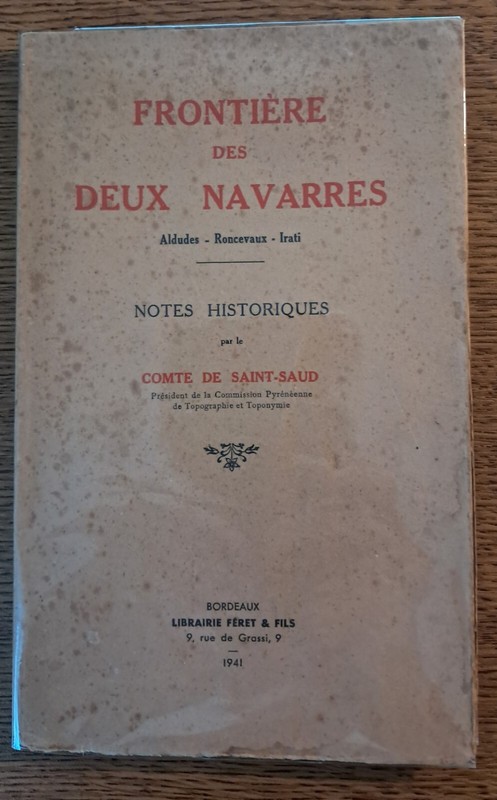 FRONTIÈRE
DES
DEUX NAVARRES
Aldudes - Roncevaux - Irati
NOTES HISTORIQUES
par le
COMTE DE SAINT-SAUD
Président de la Commission Pyrénéenne
de Topographie et Toponymie
BORDEAUX
LIBRAIRIE FÉRET & FILS
9, rue de Grassi, 9
1941